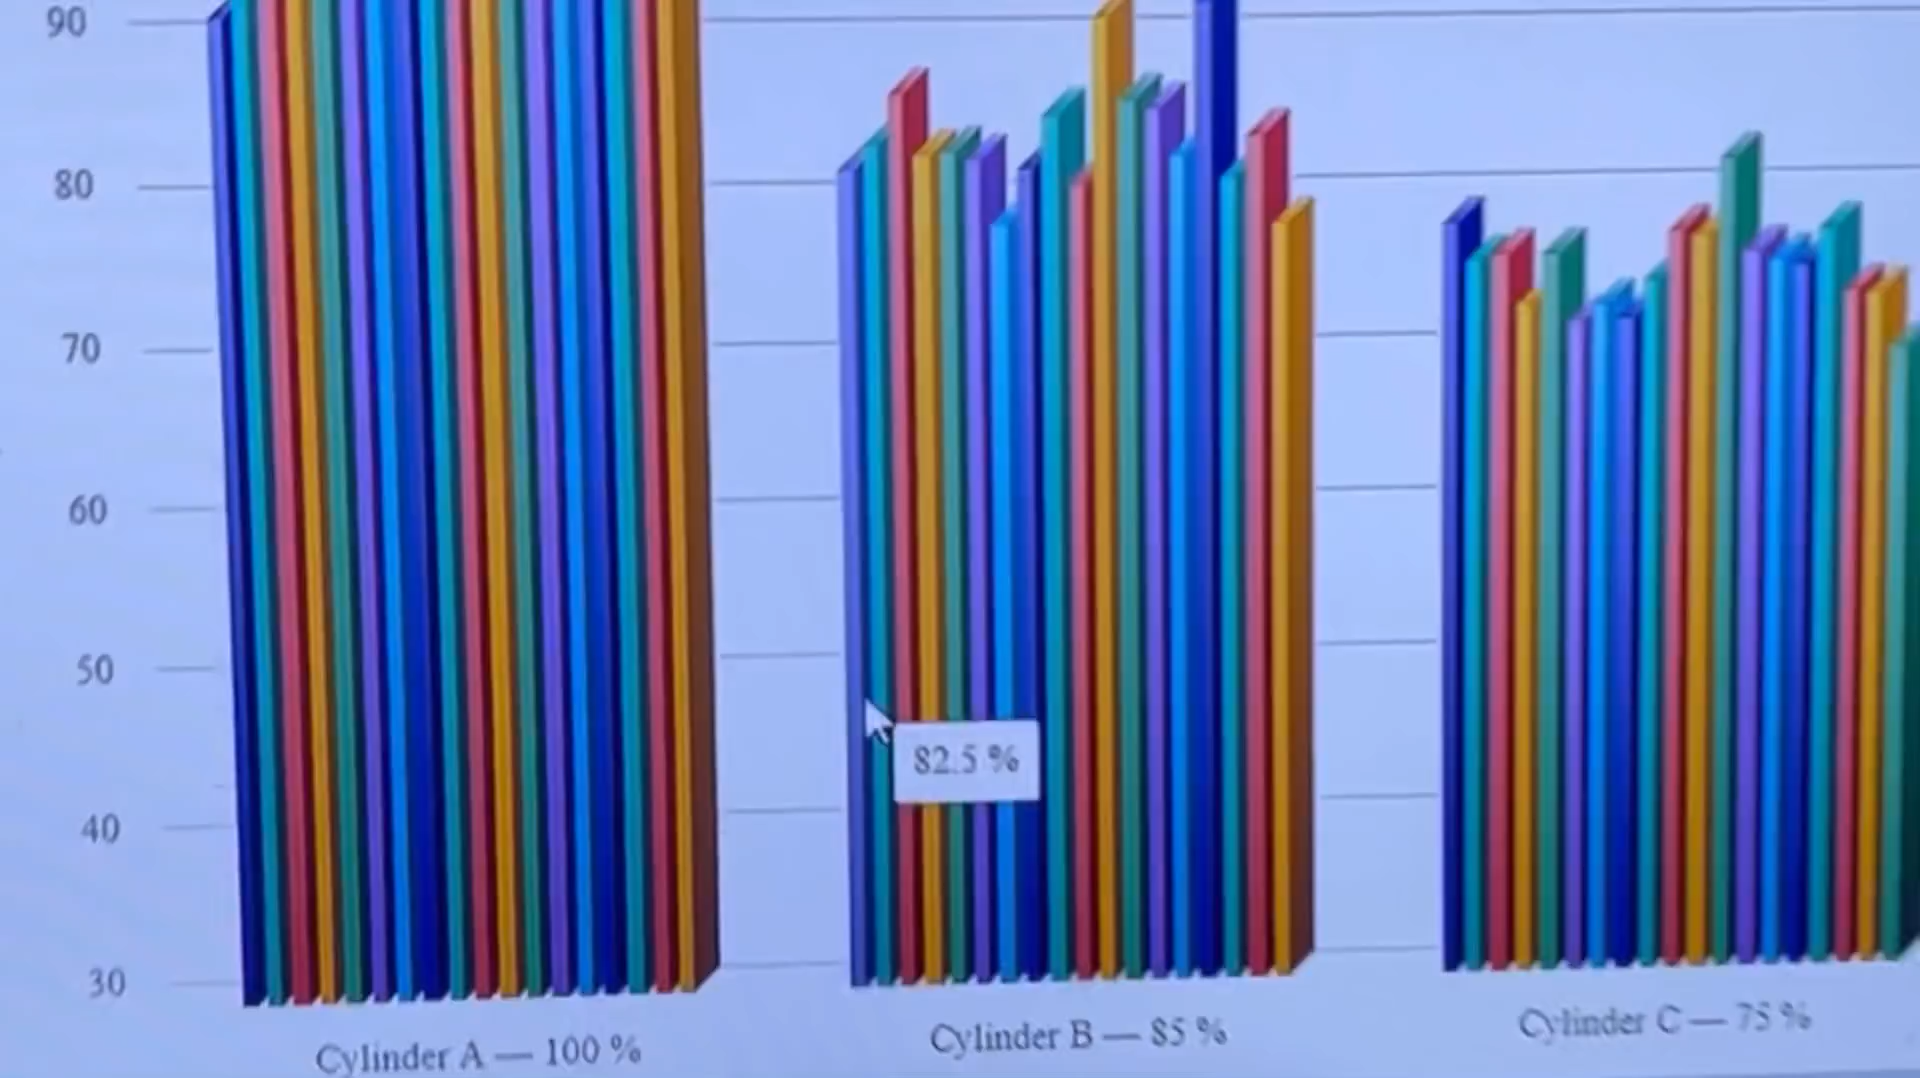 90
80
70
60
50
40
30
82.5 %
Cylinder A — 100 %
Cylinder B — 85 %
Cylinder C — 75 %